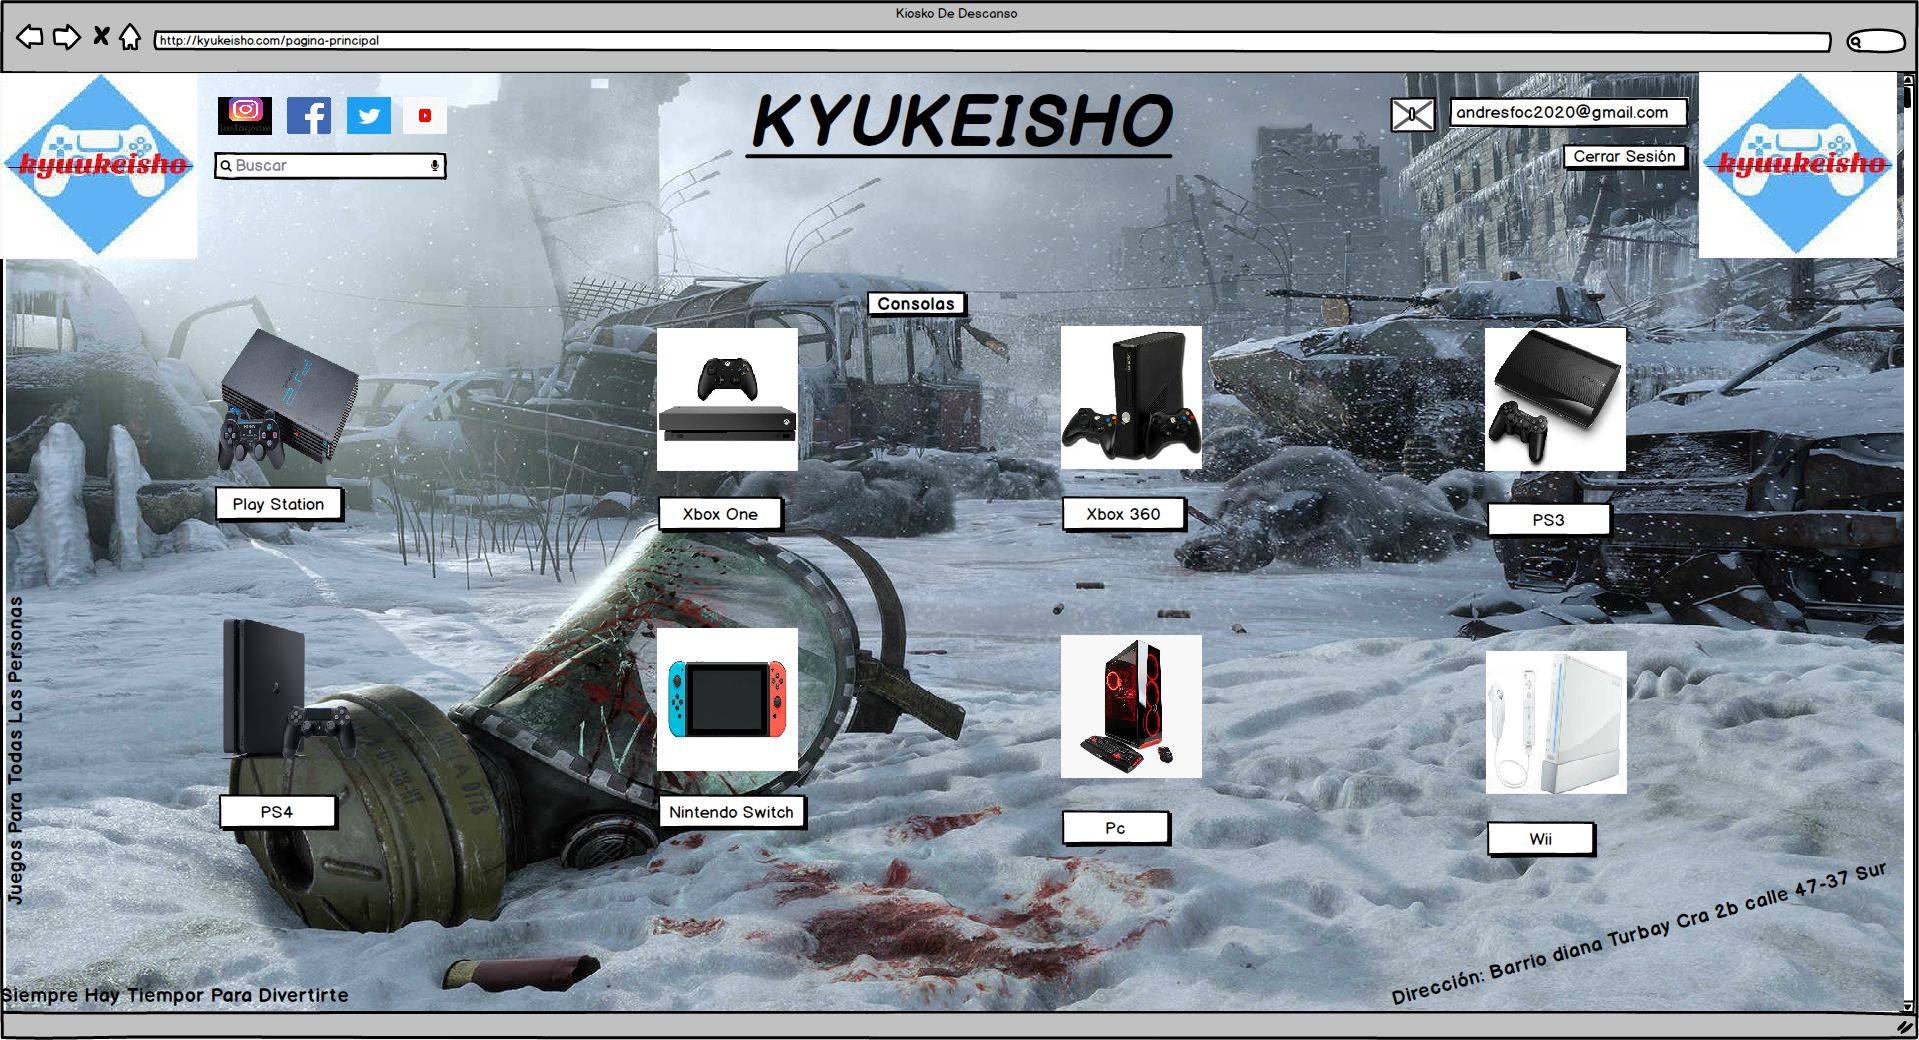 Kiosko De Descanso
http://kyukeisho.com/pagina-principal
Instagram
KYUKEISHO
0
andresfoc2020@gmail.com
Cerrar Sesión
kyuukeisho
kyuukeisho
Buscar
Consolas
Play Station
Xbox One
Xbox 360
PS3
PS4
Nintendo Switch
Pc
Wii
Juegos Para Todas Las Personas
Siempre Hay Tiempor Para Divertirte
Dirección: Barrio diana Turbay Cra 2b calle 47-37 Sur